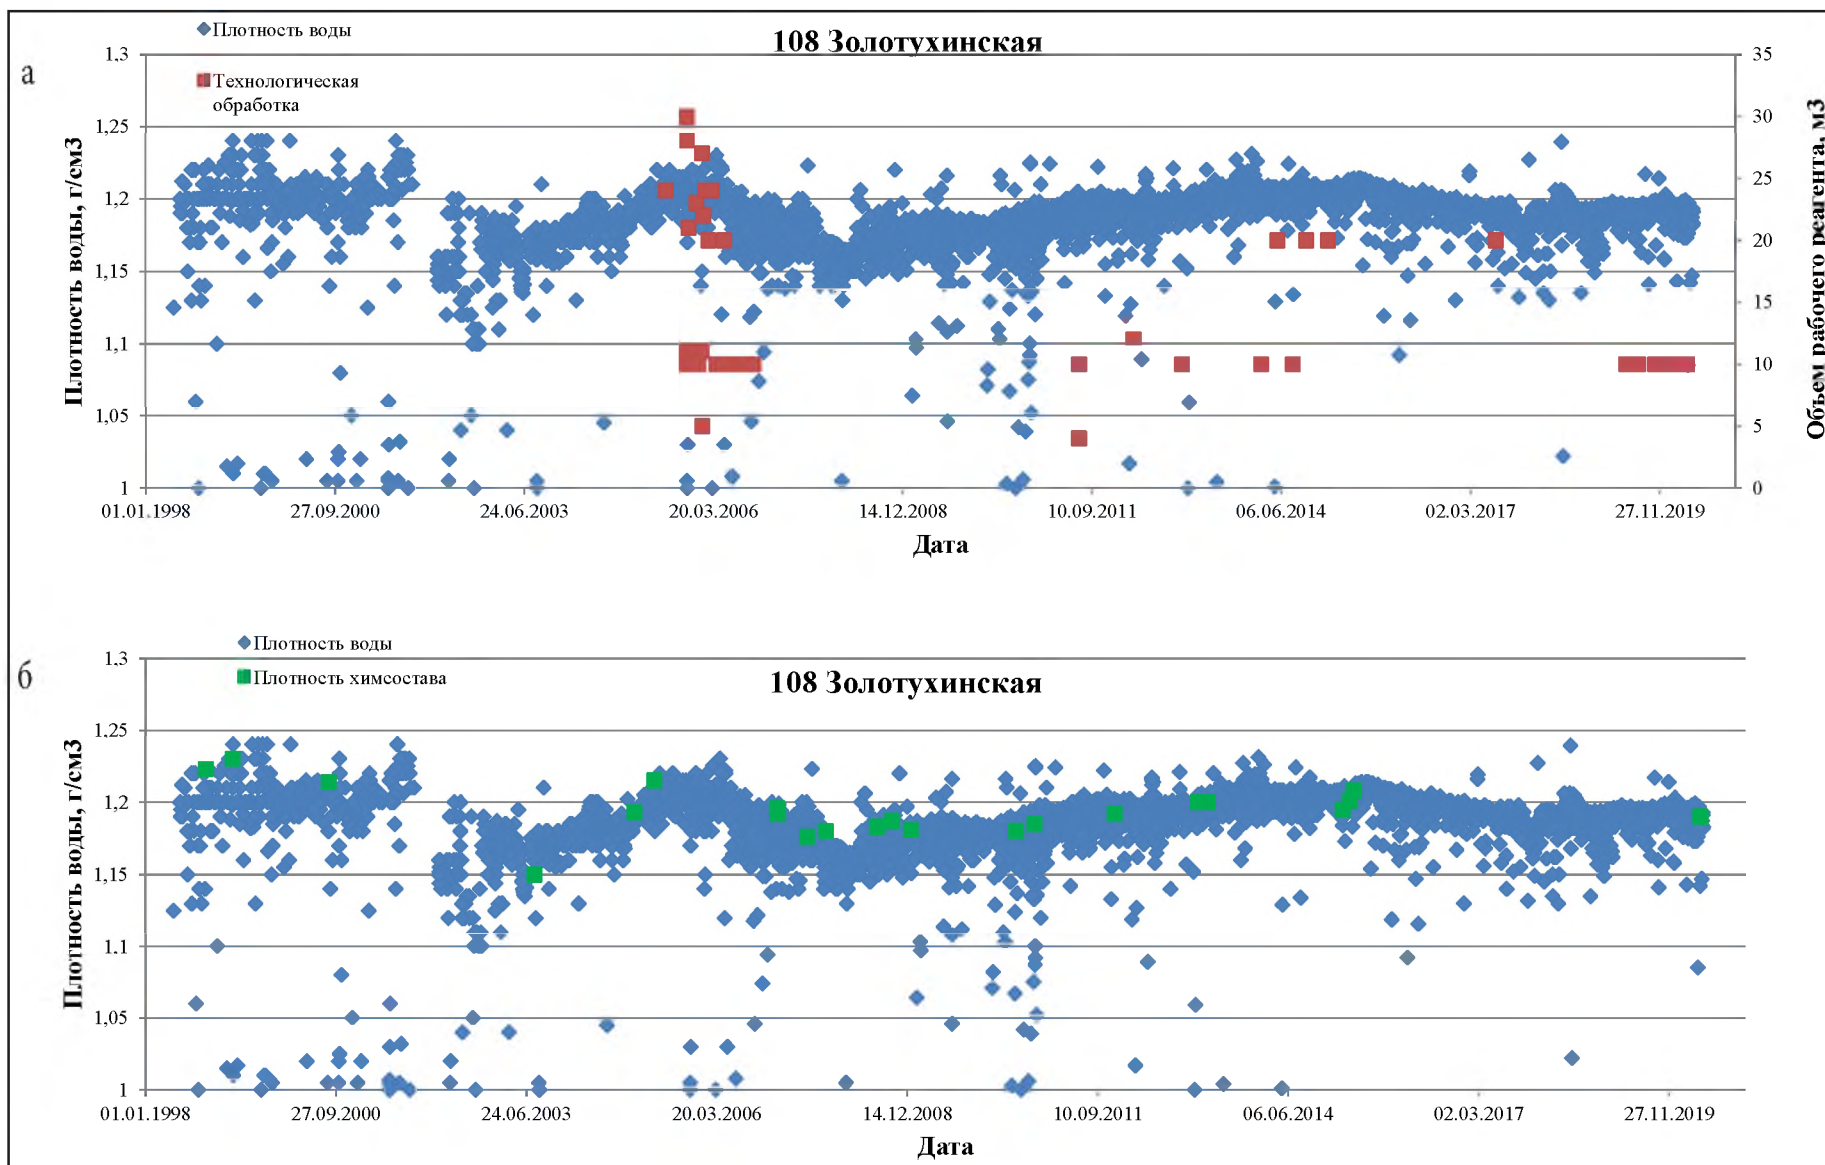 а
Плотность воды
Технологическая
обработка
108 Золотухинская
Плотность воды, г/см3
1.3
1,25
1,2
1,15
1,1
1,05
1
35
30
25
20
15
10
5
0
Объем рабочего реагента, м3
01.01.1998 27.09.2000 24.06.2003 20.03.2006 14.12.2008 10.09.2011 06.06.2014 02.03.2017 27.11.2019
Дата
б
Плотность воды
Плотность химсостава
108 Золотухинская
Плотность воды, г/см3
1.3
1,25
1,2
1,15
1,1
1,05
1
01.01.1998 27.09.2000 24.06.2003 20.03.2006 14.12.2008 10.09.2011 06.06.2014 02.03.2017 27.11.2019
Дата